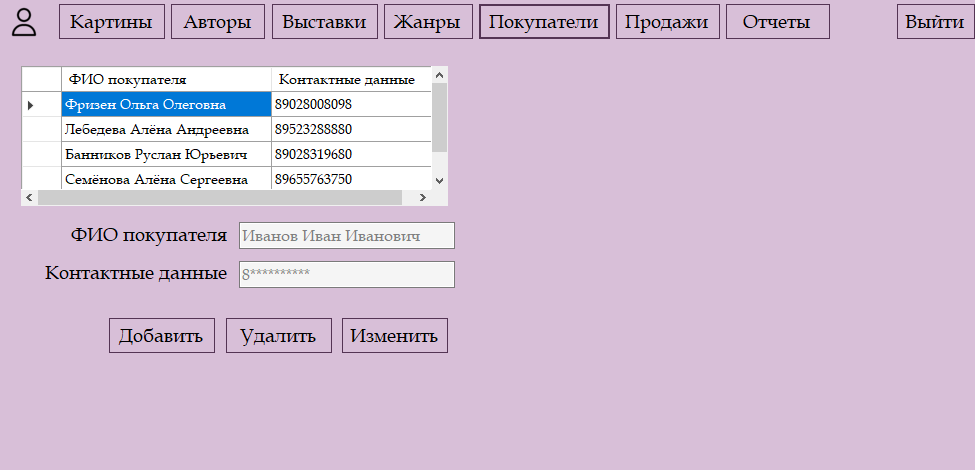 Картины Авторы Выставки Жанры Покупатели Продажи Отчеты Выйти
ФИО покупателя Контактные данные
Фризен Ольга Олеговна 89028008098
Лебедева Алёна Андреевна 89523288880
Банников Руслан Юрьевич 89028319680
Семёнова Алёна Сергеевна 89655763750
ФИО покупателя Иванов Иван Иванович
Контактные данные 8**********
Добавить Удалить Изменить